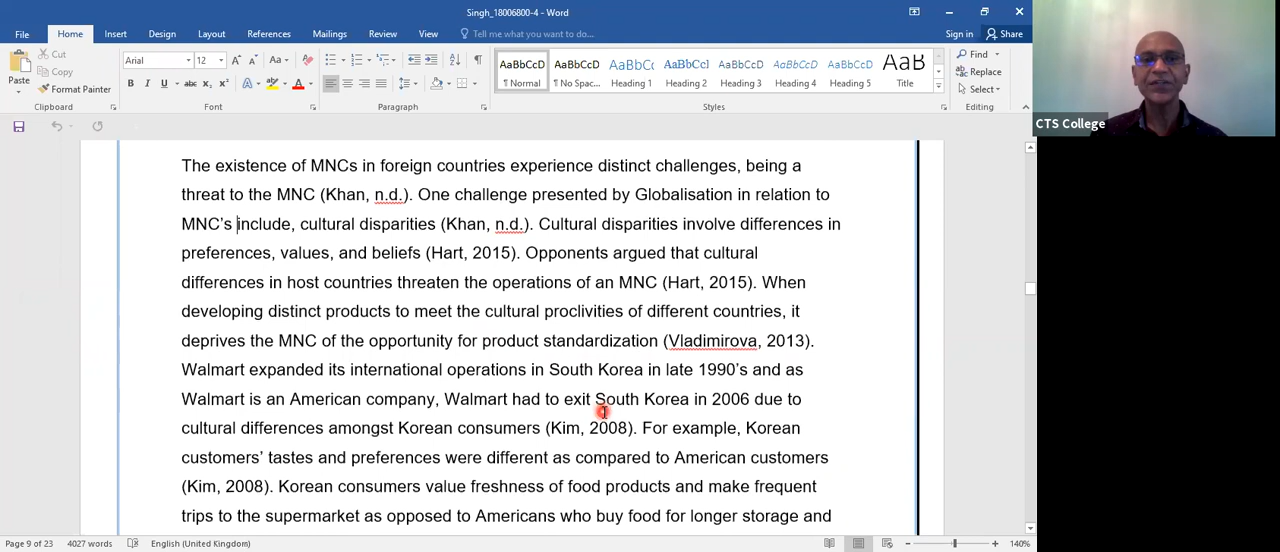 Singh_18006800-4 - Word
File Home Insert Design Layout References Mailings Review View Tell me what you want to do... Sign in Share
Paste Cut Copy Format Painter
Clipboard
Arial 12
Font
Paragraph
AaBbCcD AaBbCcD AaBbC AaBbCcI AaBbCcD AaBbCcD AaBbCcD AaB
¶ Normal ¶ No Spac... Heading 1 Heading 2 Heading 3 Heading 4 Heading 5 Title
Styles
Find Replace Select
Editing
CTS College
The existence of MNCs in foreign countries experience distinct challenges, being a
threat to the MNC (Khan, n.d.). One challenge presented by Globalisation in relation to
MNC's include, cultural disparities (Khan, n.d.). Cultural disparities involve differences in
preferences, values, and beliefs (Hart, 2015). Opponents argued that cultural
differences in host countries threaten the operations of an MNC (Hart, 2015). When
developing distinct products to meet the cultural proclivities of different countries, it
deprives the MNC of the opportunity for product standardization (Vladimirova, 2013).
Walmart expanded its international operations in South Korea in late 1990's and as
Walmart is an American company, Walmart had to exit South Korea in 2006 due to
cultural differences amongst Korean consumers (Kim, 2008). For example, Korean
customers' tastes and preferences were different as compared to American customers
(Kim, 2008). Korean consumers value freshness of food products and make frequent
trips to the supermarket as opposed to Americans who buy food for longer storage and
Page 9 of 23 4027 words English (United Kingdom) 140%